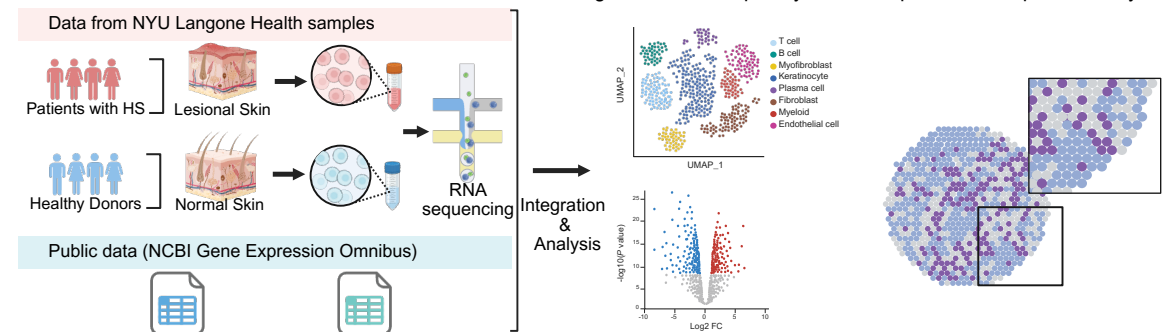 Data from NYU Langone Health samples
Patients with HS
Lesional Skin
Healthy Donors
Normal Skin
RNA
sequencing
Public data (NCBI Gene Expression Omnibus)
Integration
&
Analysis
UMAP_2
UMAP_1
T cell
B cell
Myofibroblast
Keratinocyte
Plasma cell
Fibroblast
Myeloid
Endothelial cell
-log10(P value)
25
20
15
10
5
0
-10
-5
0
5
10
Log2 FC